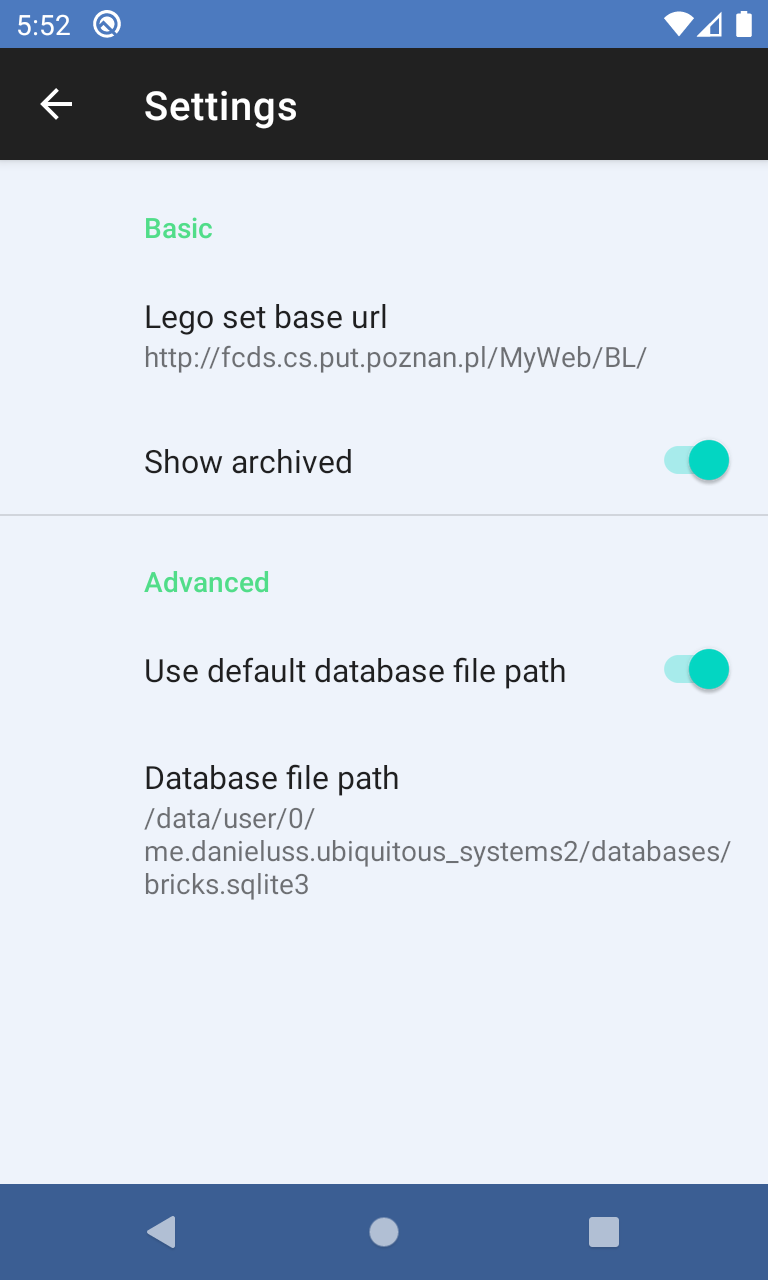 5:52
Settings
Basic
Lego set base url
http://fcds.cs.put.poznan.pl/MyWeb/BL/
Show archived
Advanced
Use default database file path
Database file path
/data/user/0/
me.danieluss.ubiquitous_systems2/databases/
bricks.sqlite3